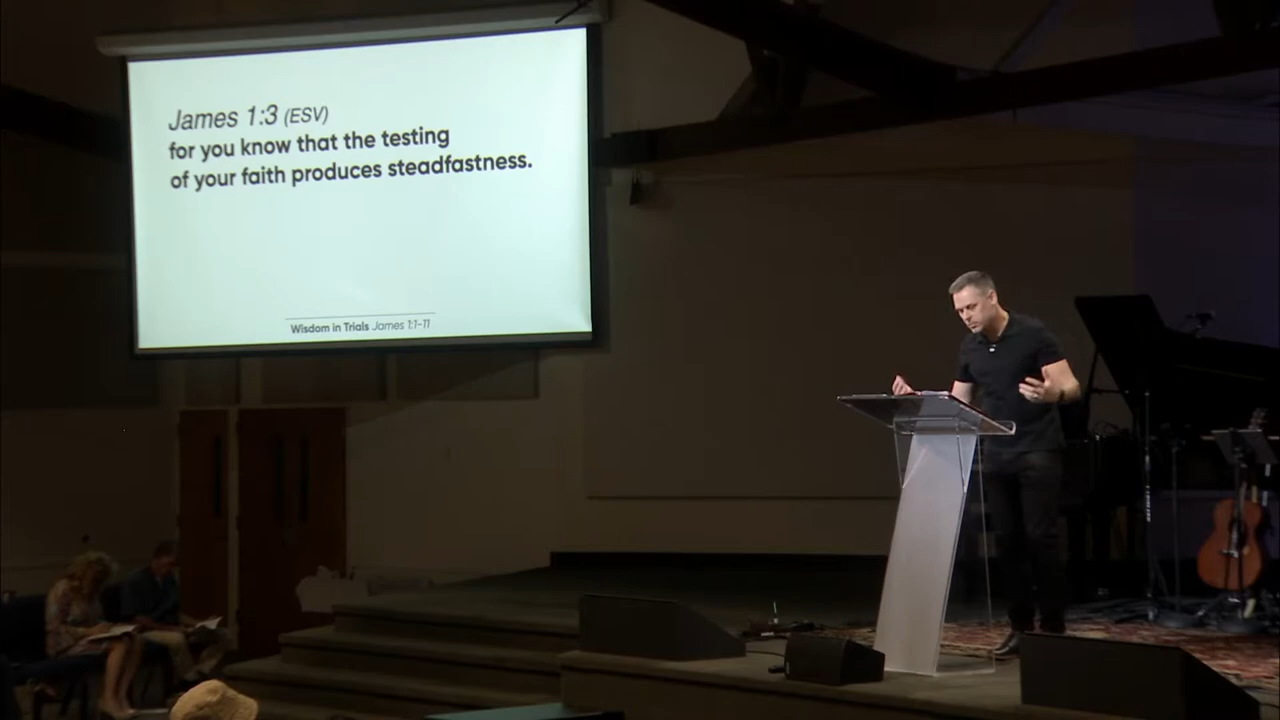 James 1:3 (ESV)
for you know that the testing
of your faith produces steadfastness.
Wisdom in Trials James 1:1-11